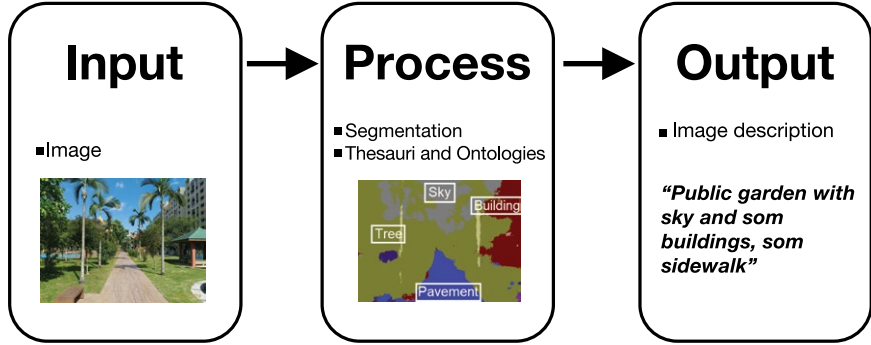 Input
■Image
Process
■Segmentation
■Thesauri and Ontologies
Sky
Building
Tree
Pavement
Output
■ Image description
“Public garden with
sky and som
buildings, som
sidewalk”